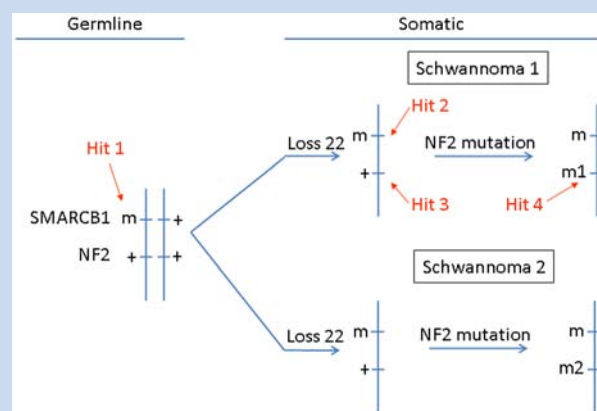 Germline Somatic
Schwannoma 1
Hit 2
Loss 22 m NF2 mutation m
Hit 1
+ m1
Hit 3 Hit 4
SMARCB1 m +
NF2 + +
Schwannoma 2
Loss 22 m NF2 mutation m
+ m2